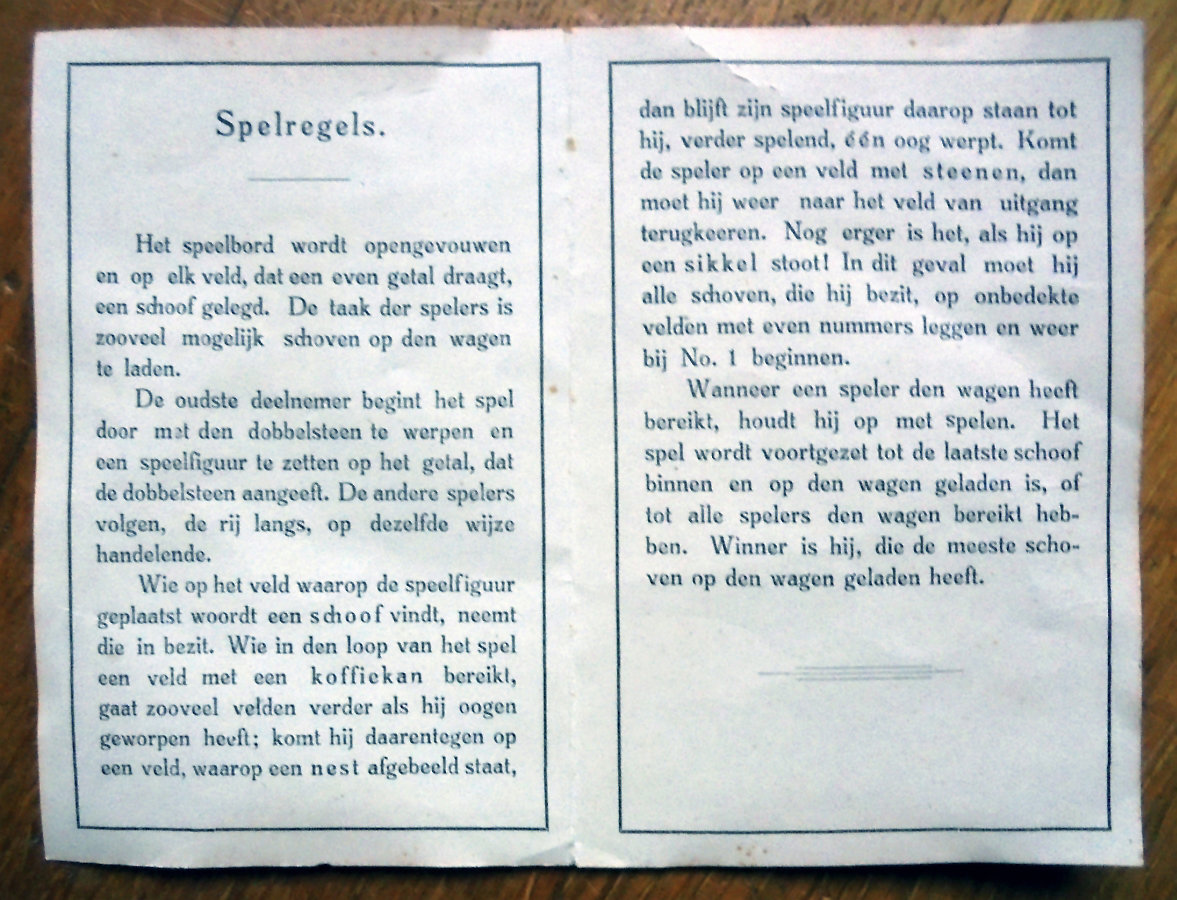 Spelregels.
Het speelbord wordt opengevouwen
en op elk veld, dat een even getal draagt,
een schoof gelegd. De taak der spelers is
zooveel mogelijk schoven op den wagen
te laden.
De oudste deelnemer begint het spel
door met den dobbelsteen te werpen en
een speelfiguur te zetten op het getal, dat
de dobbelsteen aangeeft. De andere spelers
volgen, de rij langs, op dezelfde wijze
handelende.
Wie op het veld waarop de speelfiguur
geplaatst woordt een schoof vindt, neemt
die in bezit. Wie in den loop van het spel
een veld met een koffiekan bereikt,
gaat zooveel velden verder als hij oogen
geworpen heeft; komt hij daarentegen op
een veld, waarop een nest afgebeeld staat,
dan blijft zijn speelfiguur daarop staan tot
hij, verder spelend, één oog werpt. Komt
de speler op een veld met steenen, dan
moet hij weer naar het veld van uitgang
terugkeeren. Nog erger is het, als hij op
een sikkel stoot! In dit geval moet hij
alle schoven, die hij bezit, op onbedekte
velden met even nummers leggen en weer
bij No. 1 beginnen.
Wanneer een speler den wagen heeft
bereikt, houdt hij op met spelen. Het
spel wordt voortgezet tot de laatste schoof
binnen en op den wagen geladen is, of
tot alle spelers den wagen bereikt heb-
ben. Winner is hij, die de meeste scho-
ven op den wagen geladen heeft.